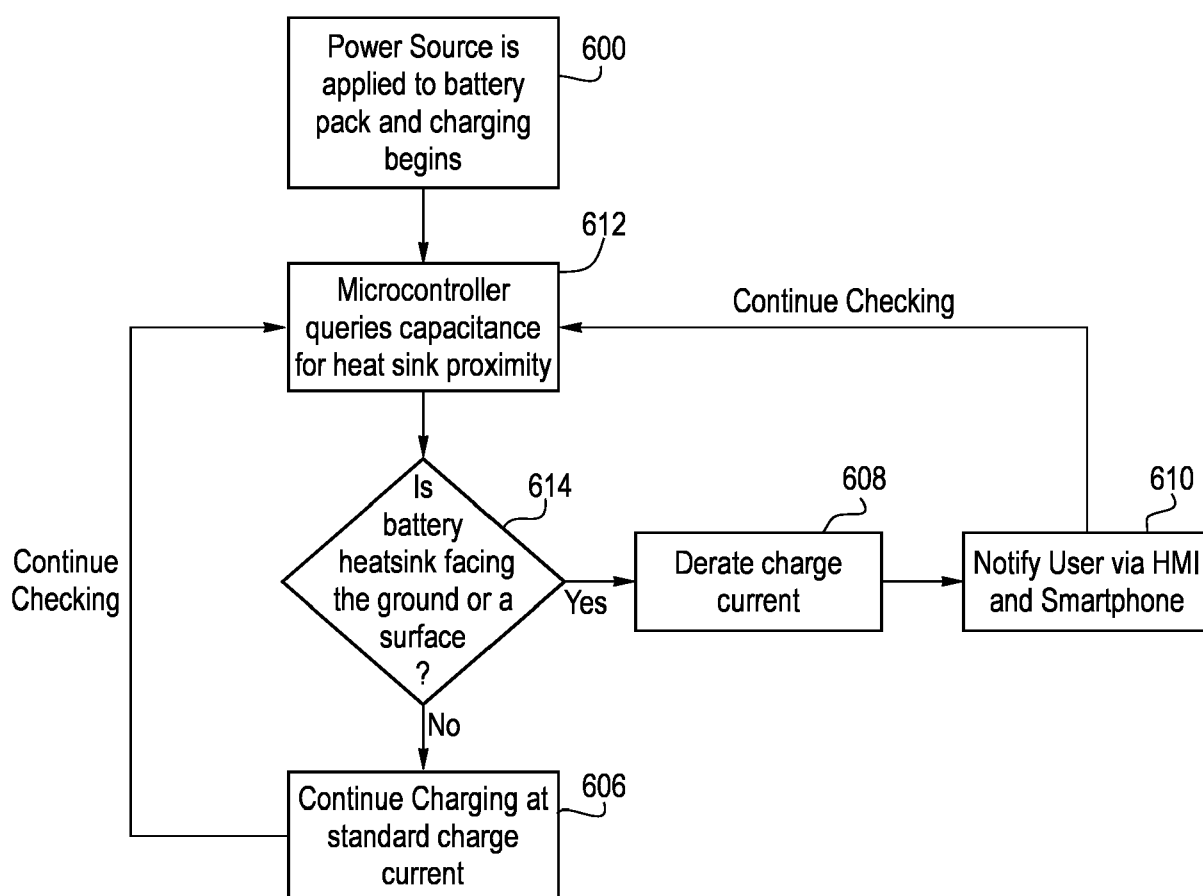 Power Source is
applied to battery
pack and charging
begins
600
612
Microcontroller
queries capacitance
for heat sink proximity
Continue Checking
Is
battery
heatsink facing
the ground or a
surface
?
614
Yes
608
Derate charge
current
610
Notify User via HMI
and Smartphone
Continue
Checking
No
606
Continue Charging at
standard charge
current